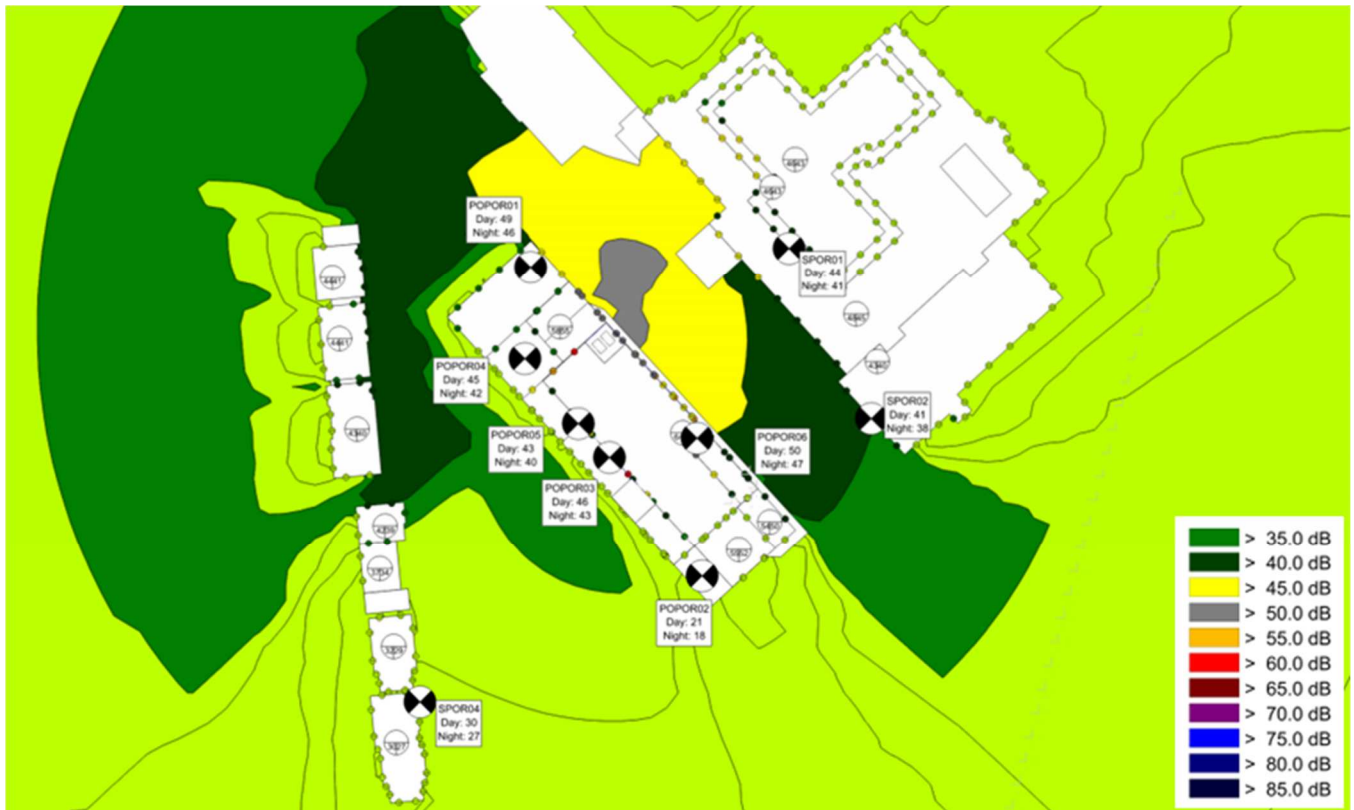 POPOR01
Day: 49
Night: 46
SPOR01
Day: 44
Night: 41
POPOR04
Day: 45
Night: 42
SPOR02
Day: 41
Night: 38
POPOR05
Day: 43
Night: 40
POPOR06
Day: 50
Night: 47
POPOR03
Day: 46
Night: 43
POPOR02
Day: 21
Night: 18
SPOR04
Day: 30
Night: 27
> 35.0 dB
> 40.0 dB
> 45.0 dB
> 50.0 dB
> 55.0 dB
> 60.0 dB
> 65.0 dB
> 70.0 dB
> 75.0 dB
> 80.0 dB
> 85.0 dB